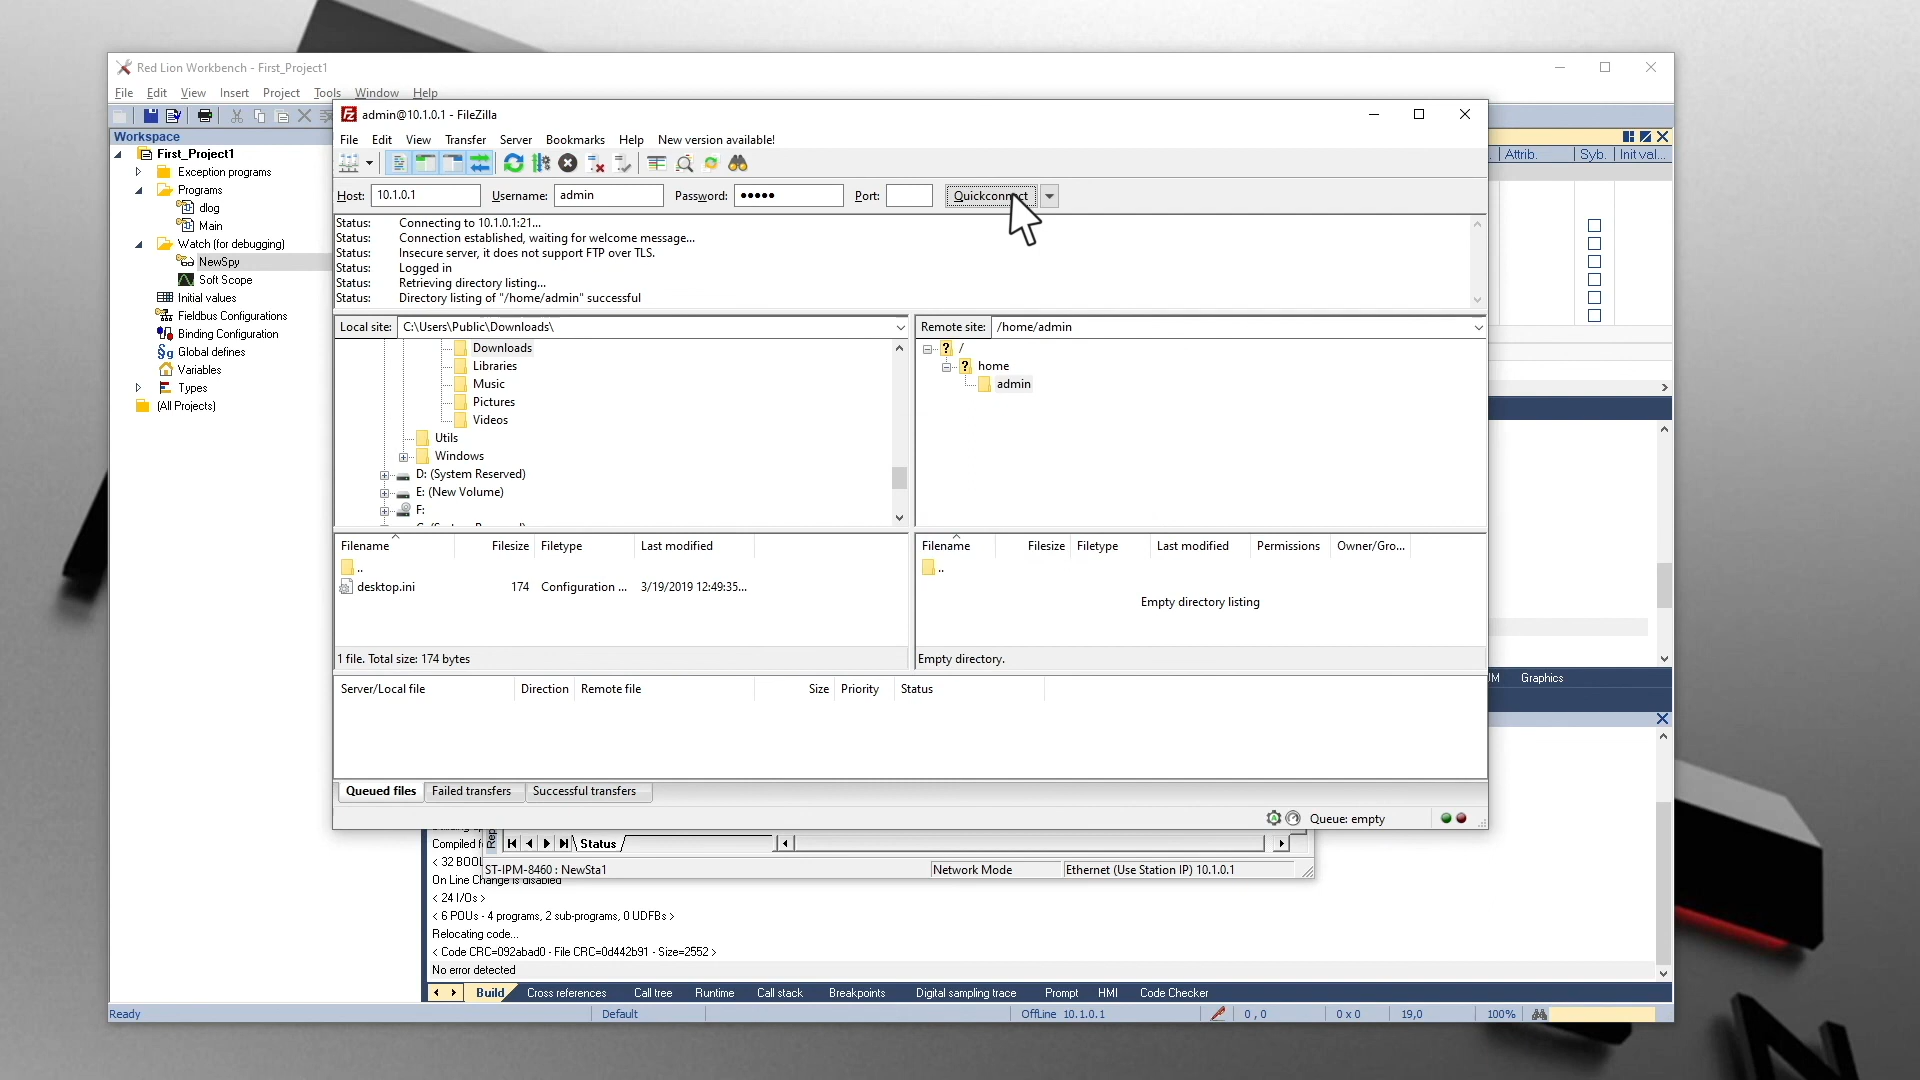 Red Lion Workbench - First_Project1
File Edit View Insert Project Tools Window Help
Workspace
First_Project1
Exception programs
Programs
dlog
Main
Watch (for debugging)
NewSpy
Soft Scope
Initial values
Fieldbus Configurations
Binding Configuration
Global defines
Variables
Types
(All Projects)
Attrib. Syb. Init val...
admin@10.1.0.1 - FileZilla
File Edit View Transfer Server Bookmarks Help New version available!
Host: 10.1.0.1 Username: admin Password: ●●●●● Port: Quickconnect
Status: Connecting to 10.1.0.1:21...
Status: Connection established, waiting for welcome message...
Status: Insecure server, it does not support FTP over TLS.
Status: Logged in
Status: Retrieving directory listing...
Status: Directory listing of "/home/admin" successful
Local site: C:\Users\Public\Downloads\
Downloads
Libraries
Music
Pictures
Videos
Utils
Windows
D: (System Reserved)
E: (New Volume)
F:
Remote site: /home/admin
/
home
admin
Filename Filesize Filetype Last modified
..
desktop.ini 174 Configuration ... 3/19/2019 12:49:35...
1 file. Total size: 174 bytes
Filename Filesize Filetype Last modified Permissions Owner/Gro...
..
Empty directory listing
Empty directory.
Server/Local file Direction Remote file Size Priority Status
Queued files Failed transfers Successful transfers
Queue: empty
Graphics
Status
ST-IPM-8460 : NewSta1 Network Mode Ethernet (Use Station IP) 10.1.0.1
Compiled
< 32 BOOL
On Line Change is disabled
< 24 I/Os >
< 6 POUs - 4 programs, 2 sub-programs, 0 UDFBs >
Relocating code...
< Code CRC=092abad0 - File CRC=0d442b91 - Size=2552 >
No error detected
Build Cross references Call tree Runtime Call stack Breakpoints Digital sampling trace Prompt HMI Code Checker
Ready Default OffLine 10.1.0.1 0 , 0 0 x 0 19,0 100%